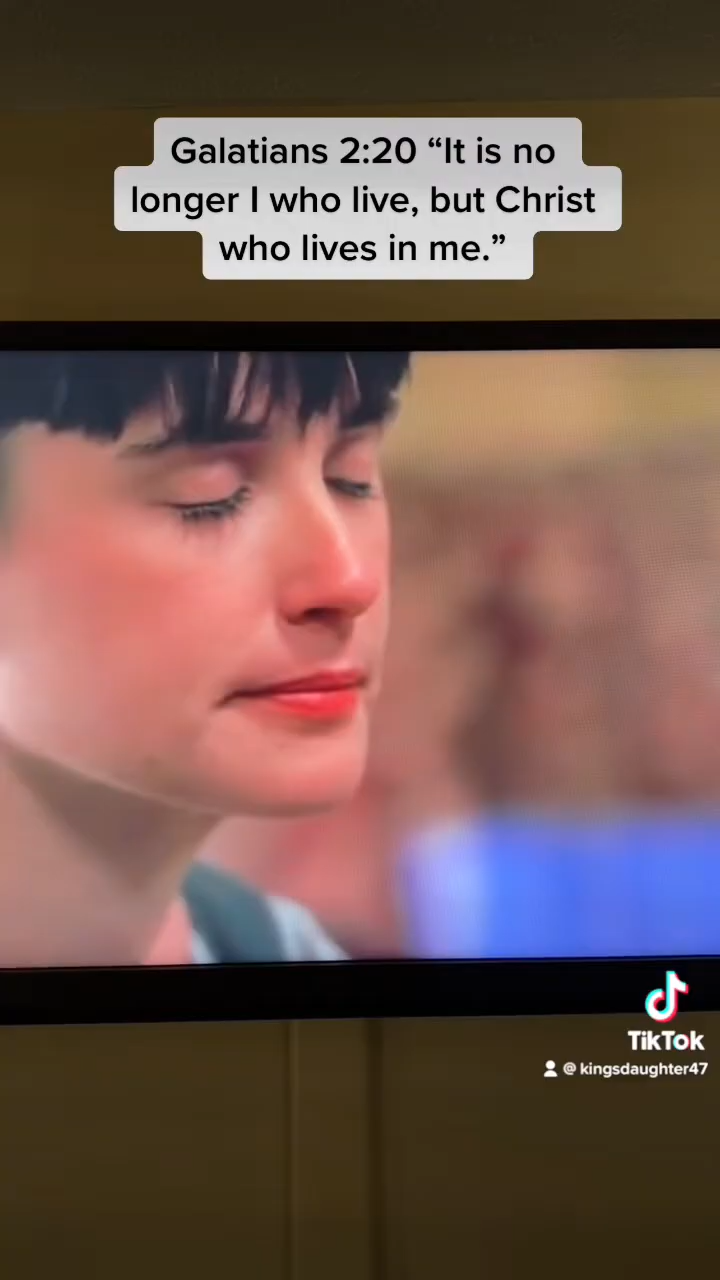 Galatians 2:20 “It is no
longer I who live, but Christ
who lives in me.”
TikTok
@ kingsdaughter47